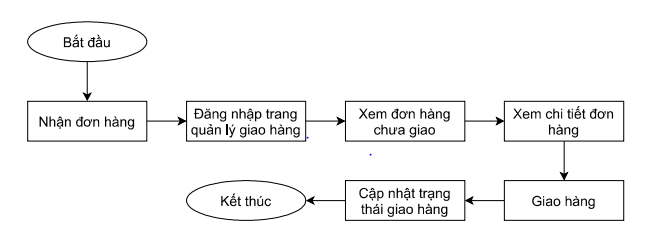 Bắt đầu
Nhận đơn hàng
Đăng nhập trang
quản lý giao hàng
Xem đơn hàng
chưa giao
Xem chi tiết đơn
hàng
Giao hàng
Cập nhật trạng
thái giao hàng
Kết thúc